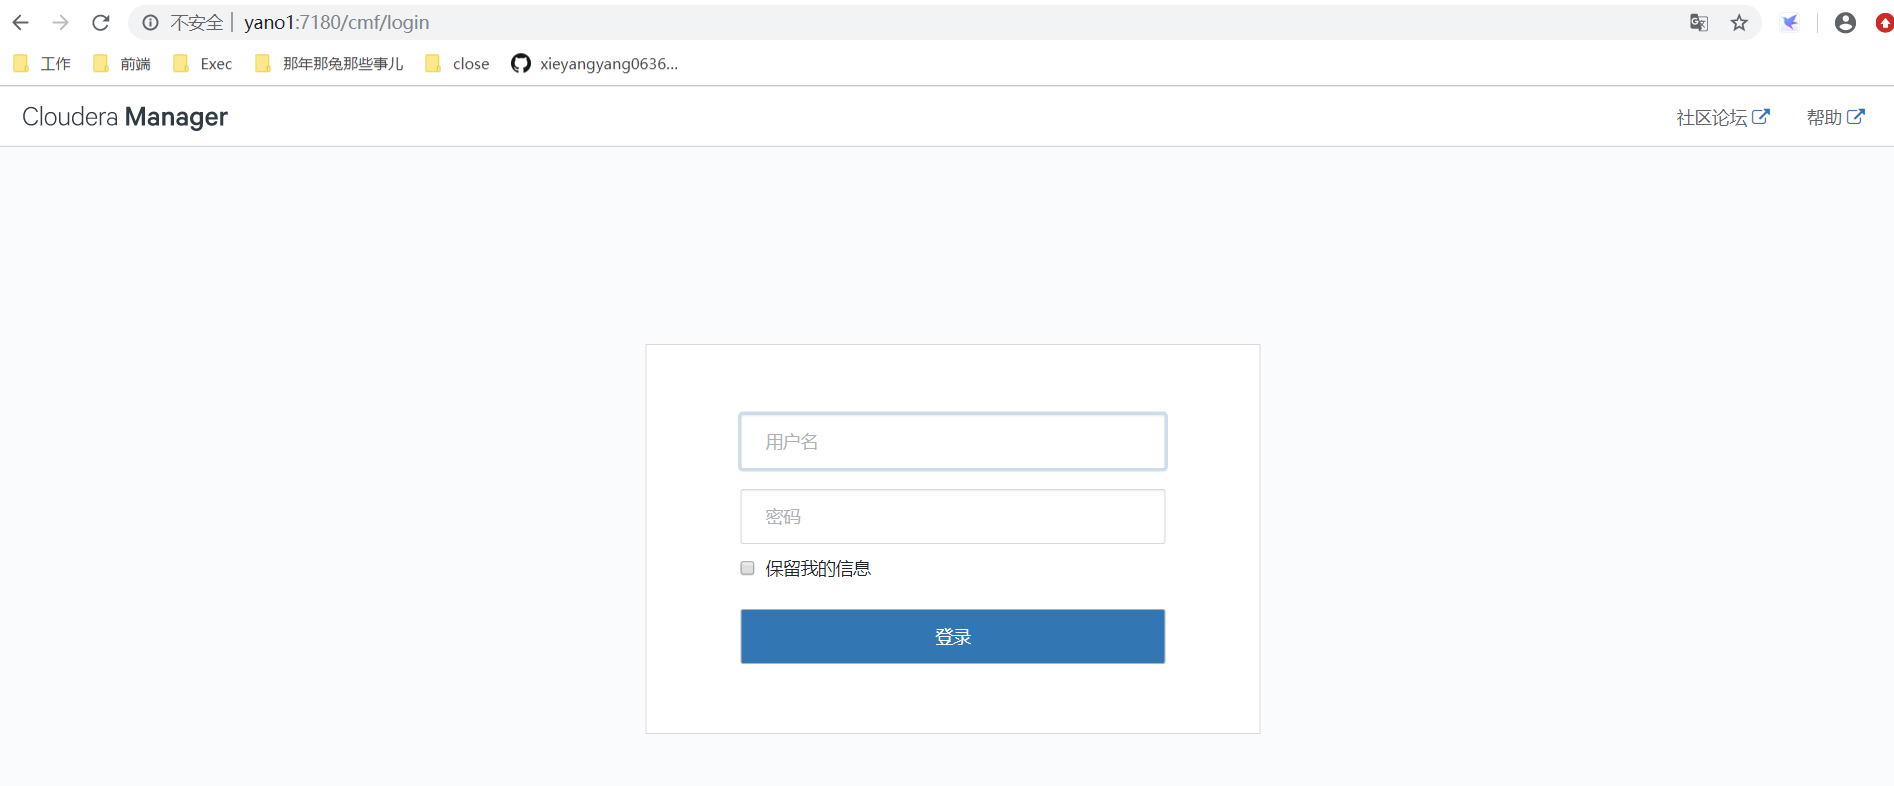 不安全 | yano1:7180/cmf/login
工作 前端 Exec 那年那兔那些事儿 close xieyangyang0636...
Cloudera Manager 社区论坛 帮助
用户名
密码
保留我的信息
登录